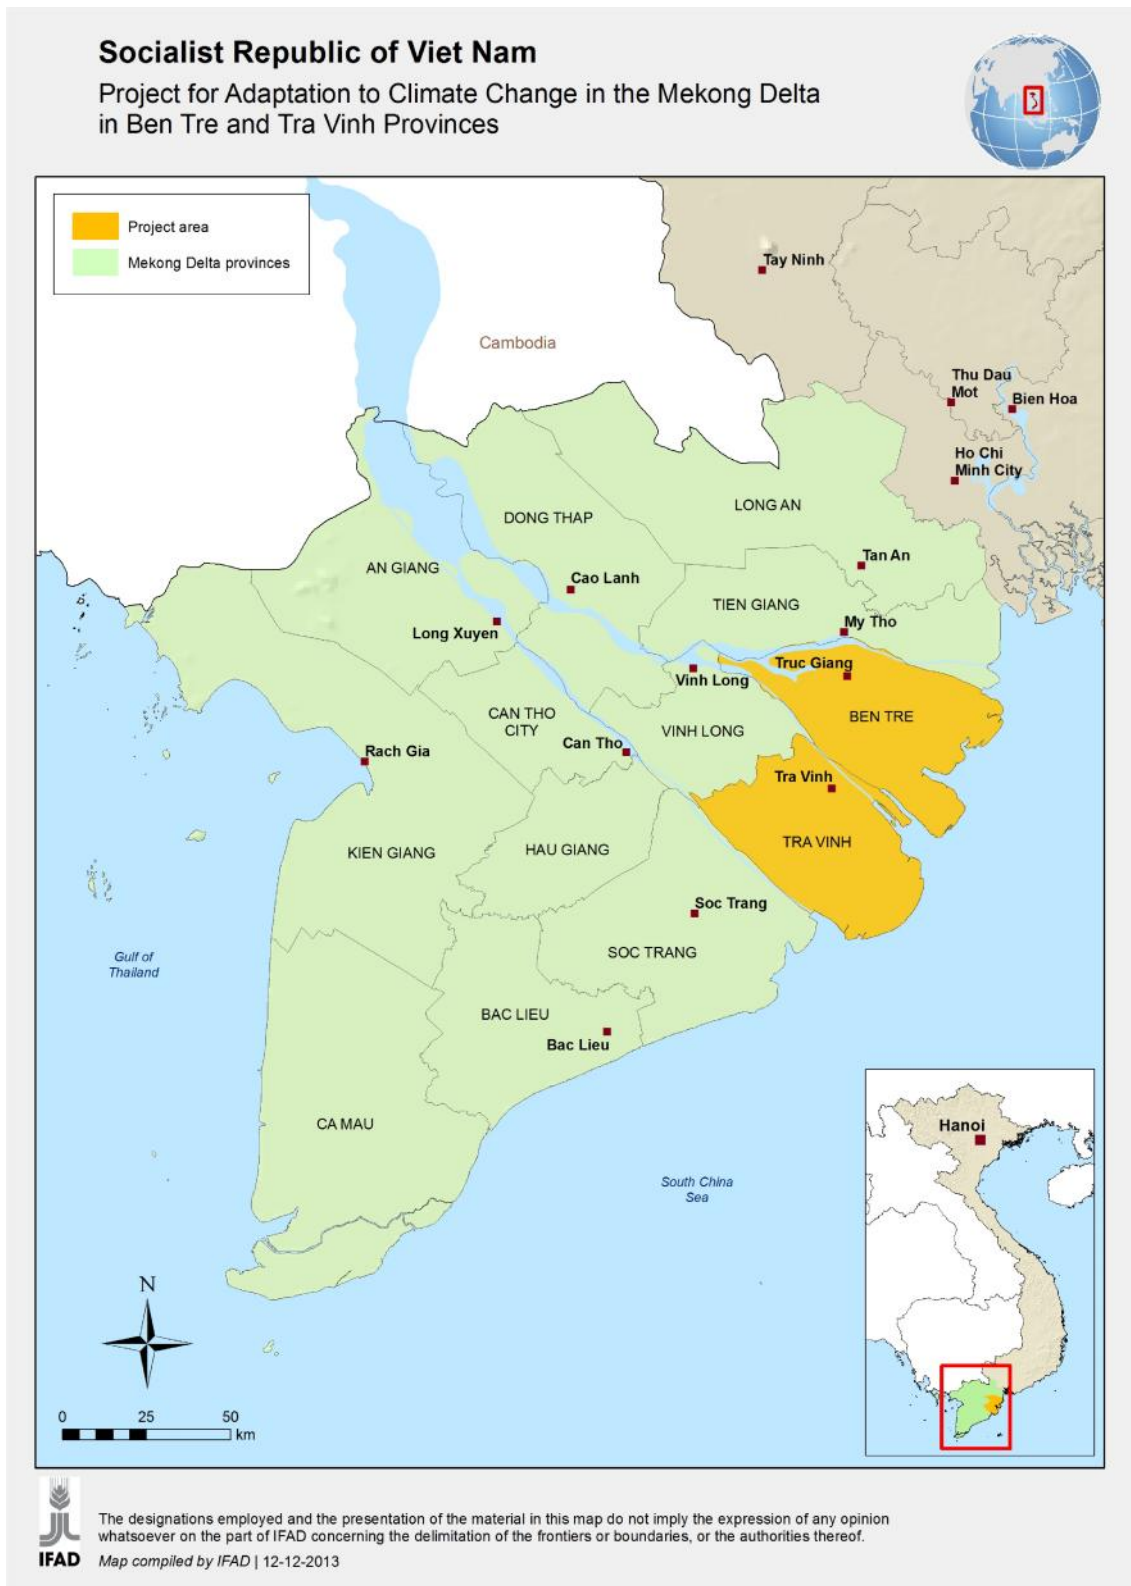 Socialist Republic of Viet Nam
Project for Adaptation to Climate Change in the Mekong Delta
in Ben Tre and Tra Vinh Provinces
Project area
Mekong Delta provinces
Tay Ninh
Cambodia
Thu Dau
Mot
Bien Hoa
Ho Chi
Minh City
LONG AN
DONG THAP
Tan An
AN GIANG
Cao Lanh
TIEN GIANG
My Tho
Long Xuyen
Truc Giang
Vinh Long
BEN TRE
CAN THO
CITY
VINH LONG
Can Tho
Rach Gia
Tra Vinh
TRA VINH
HAU GIANG
KIEN GIANG
Soc Trang
SOC TRANG
Gulf of
Thailand
BAC LIEU
Bac Lieu
CA MAU
Hanoi
South China
Sea
N
0 25 50
km
The designations employed and the presentation of the material in this map do not imply the expression of any opinion
whatsoever on the part of IFAD concerning the delimitation of the frontiers or boundaries, or the authorities thereof.
IFAD
Map compiled by IFAD | 12-12-2013